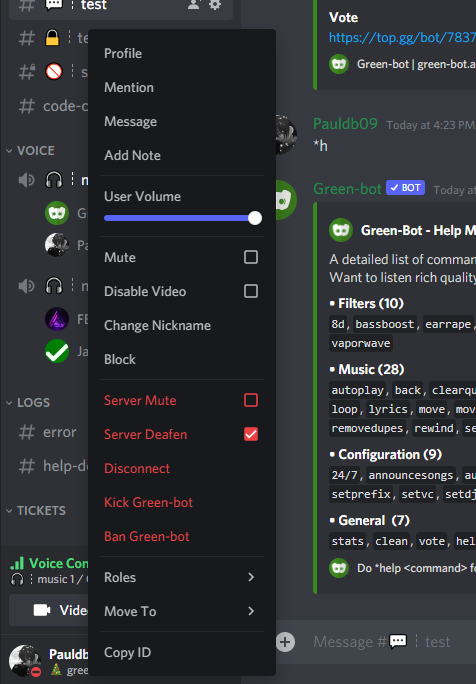 test
Profile
Mention
Message
Add Note
User Volume
Mute
Disable Video
Change Nickname
Block
Server Mute
Server Deafen
Disconnect
Kick Green-bot
Ban Green-bot
Roles
Move To
Copy ID
te
s
code-c
VOICE
G
Pa
FE
Ja
LOGS
error
help-de
TICKETS
Voice Con
music 1 / G
Video
Pauldb
gree
Vote
https://top.gg/bot/7837
Green-bot | green-bot.a
Pauldb09 Today at 4:23 PM
*h
Green-bot BOT Today at
Green-Bot - Help M
A detailed list of comman
Want to listen rich quality
• Filters (10)
8d, bassboost, earrape,
vaporwave
• Music (28)
autoplay, back, clearqu
loop, lyrics, move, mov
removedupes, rewind, se
• Configuration (9)
24/7, announcesongs, au
setprefix, setvc, setdj
• General (7)
stats, clean, vote, hel
Do *help <command> fo
Message # test